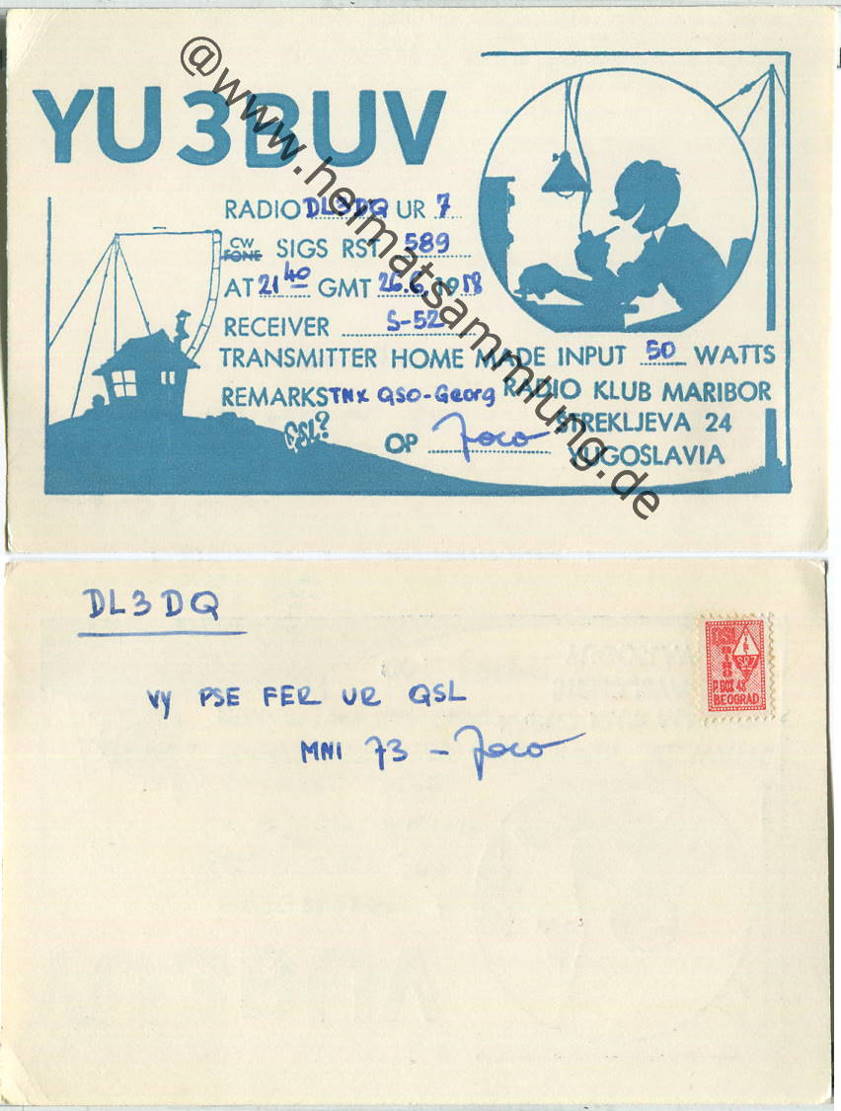 YU3BUV
RADIO DL3DQ UR 7
CW
FONE SIGS RST 589
AT 21 40 GMT 26.6. 1958
RECEIVER S-52
TRANSMITTER HOME MADE INPUT 50 WATTS
REMARKS TNX QSO-Georg RADIO KLUB MARIBOR
STREKLJEVA 24
QSL? OP Joco YUGOSLAVIA
@www.heimatsammlung.de
DL3DQ
QSL
P. BOX 48
BEOGRAD
VY PSE FER UR QSL
MNI 73 - Joco